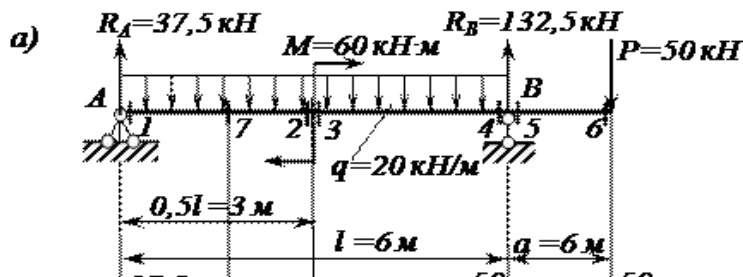 а)
R_A=37,5 кН
R_B=132,5 кН
M=60 кН·м
P=50 кН
A
B
1
7
2
3
4
5
6
q=20 кН/м
0,5l=3 м
l=6 м
a=6 м
50
50